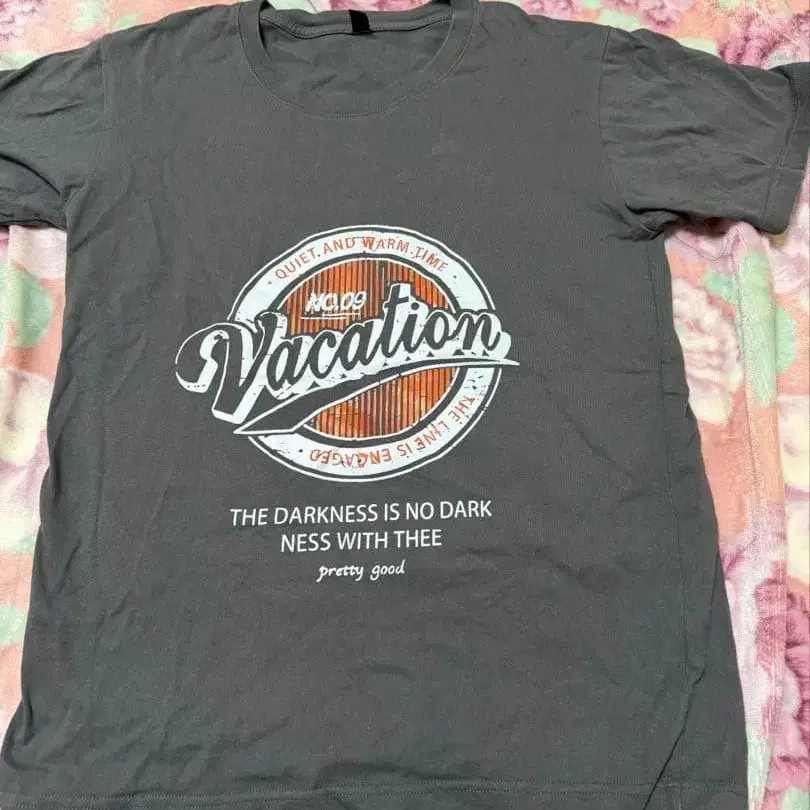 QUIET AND WARM TIME
NO.09
Vacation
THE LINE IS ENGAGED
THE DARKNESS IS NO DARK
NESS WITH THEE
pretty good